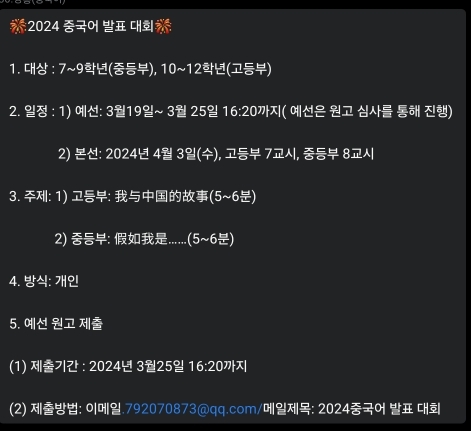 🎆2024 중국어 발표 대회🎆
1. 대상 : 7~9학년(중등부), 10~12학년(고등부)
2. 일정 : 1) 예선: 3월19일~ 3월 25일 16:20까지( 예선은 원고 심사를 통해 진행)
2) 본선: 2024년 4월 3일(수), 고등부 7교시, 중등부 8교시
3. 주제: 1) 고등부: 我与中国的故事(5~6분)
2) 중등부: 假如我是……(5~6분)
4. 방식: 개인
5. 예선 원고 제출
(1) 제출기간 : 2024년 3월25일 16:20까지
(2) 제출방법: 이메일.792070873@qq.com/메일제목: 2024중국어 발표 대회